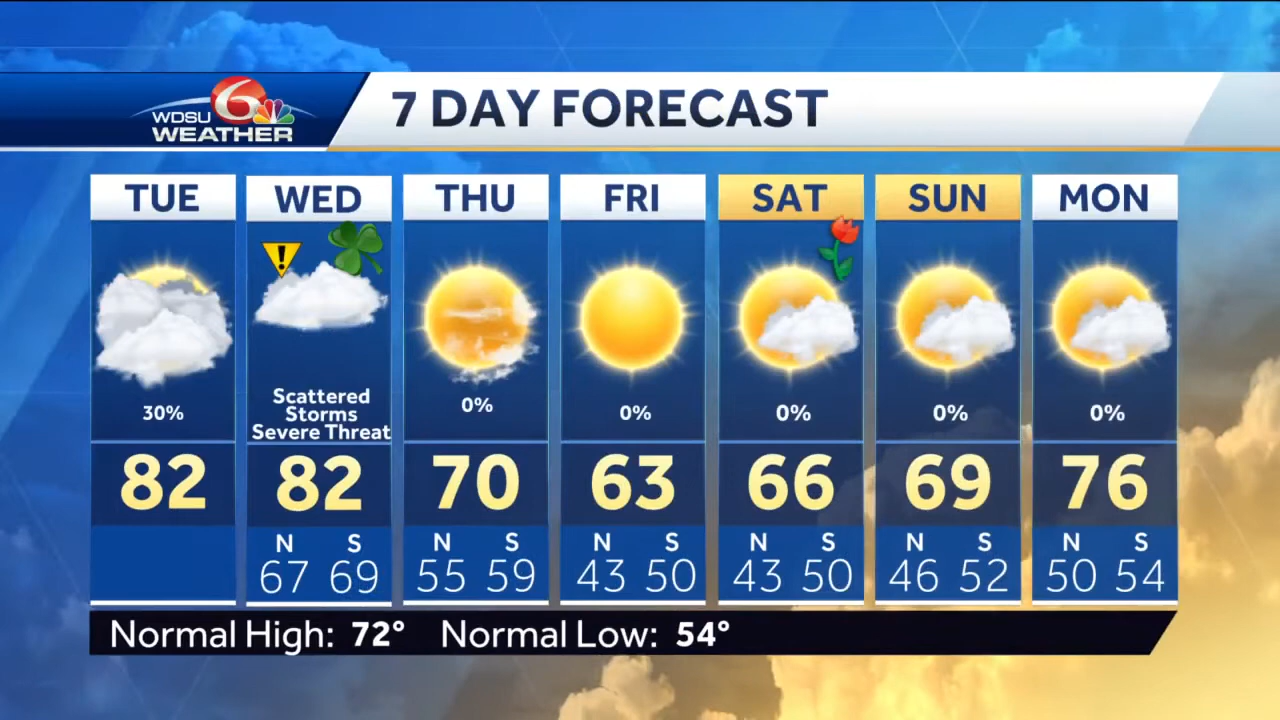 WDSU 6
WEATHER
7 DAY FORECAST
TUE WED THU FRI SAT SUN MON
!
30% Scattered Storms Severe Threat 0% 0% 0% 0% 0%
82 82 70 63 66 69 76
N S N S N S N S N S N S
67 69 55 59 43 50 43 50 46 52 50 54
Normal High: 72° Normal Low: 54°